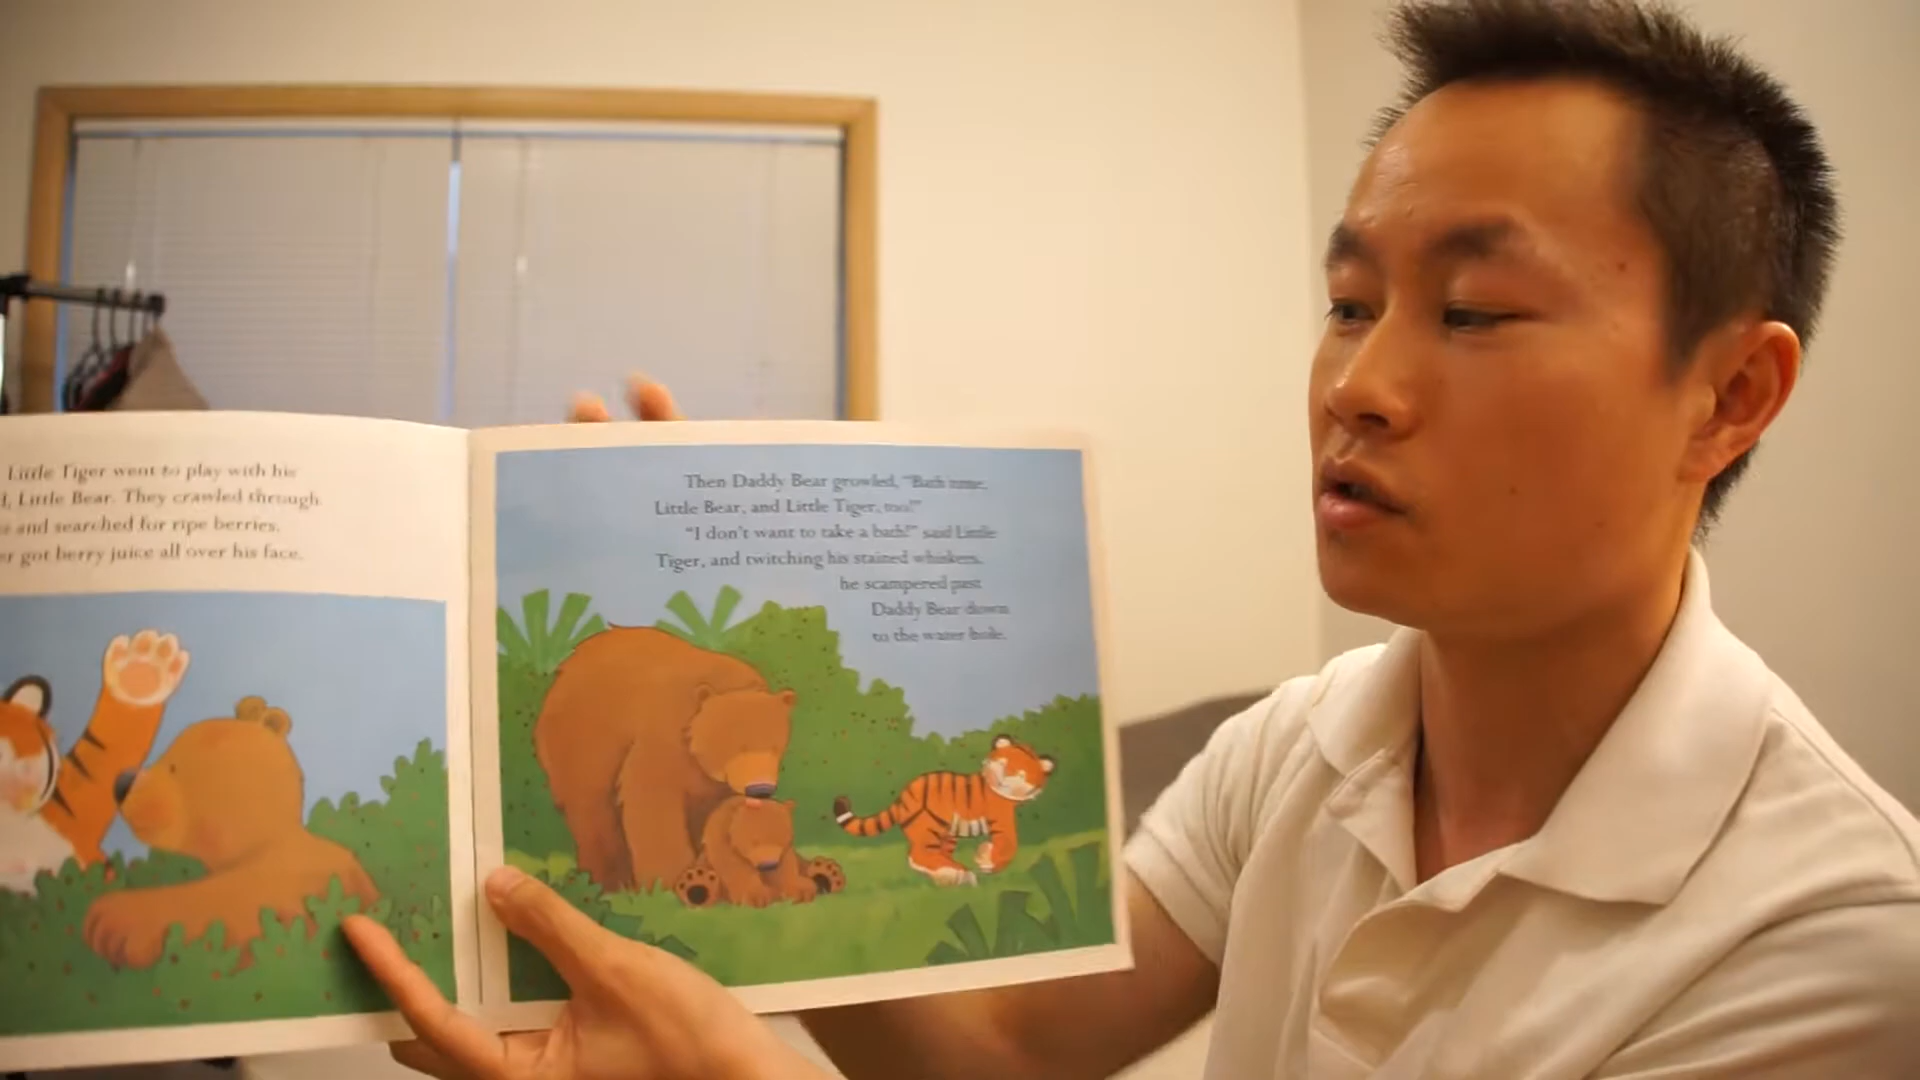 Little Tiger went to play with his
Little Bear. They crawled through
and searched for ripe berries.
got berry juice all over his face.
Then Daddy Bear growled, "Bath time,
Little Bear, and Little Tiger, too!"
"I don't want to take a bath!" said Little
Tiger, and twitching his stained whiskers,
he scampered past
Daddy Bear down
to the water hole.